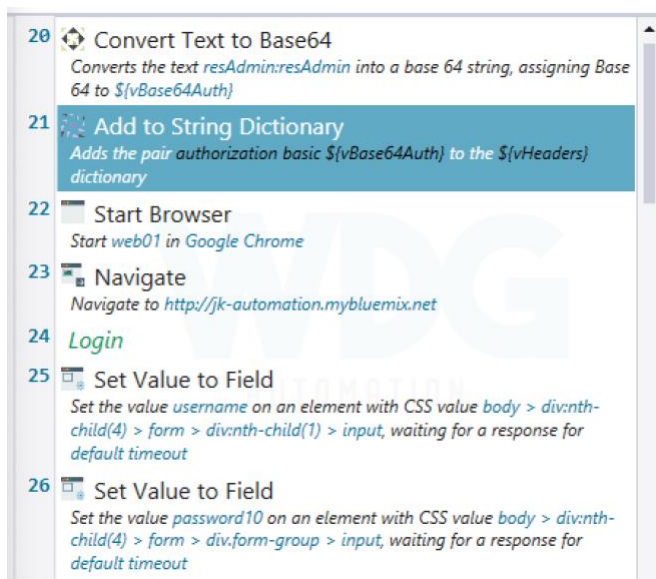 20 Convert Text to Base64
Converts the text resAdmin:resAdmin into a base 64 string, assigning Base
64 to ${vBase64Auth}
21 Add to String Dictionary
Adds the pair authorization basic ${vBase64Auth} to the ${vHeaders}
dictionary
22 Start Browser
Start web01 in Google Chrome
23 Navigate
Navigate to http://jk-automation.mybluemix.net
24 Login
25 Set Value to Field
Set the value username on an element with CSS value body > div:nth-
child(4) > form > div:nth-child(1) > input, waiting for a response for
default timeout
26 Set Value to Field
Set the value password10 on an element with CSS value body > div:nth-
child(4) > form > div.form-group > input, waiting for a response for
default timeout
WDG
AUTOMATION